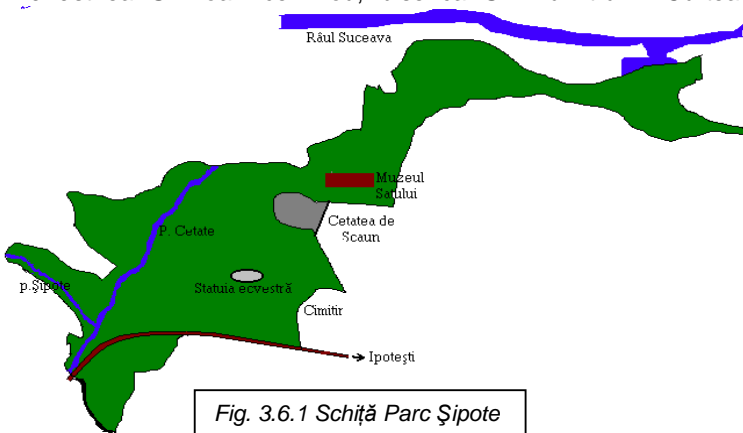 Râul Suceava
Muzeul
Satului
Cetatea de
Scaun
P. Cetate
p.Şipote
Statuia ecvestră
Cimitir
Ipoteşti
Fig. 3.6.1 Schiţă Parc Şipote